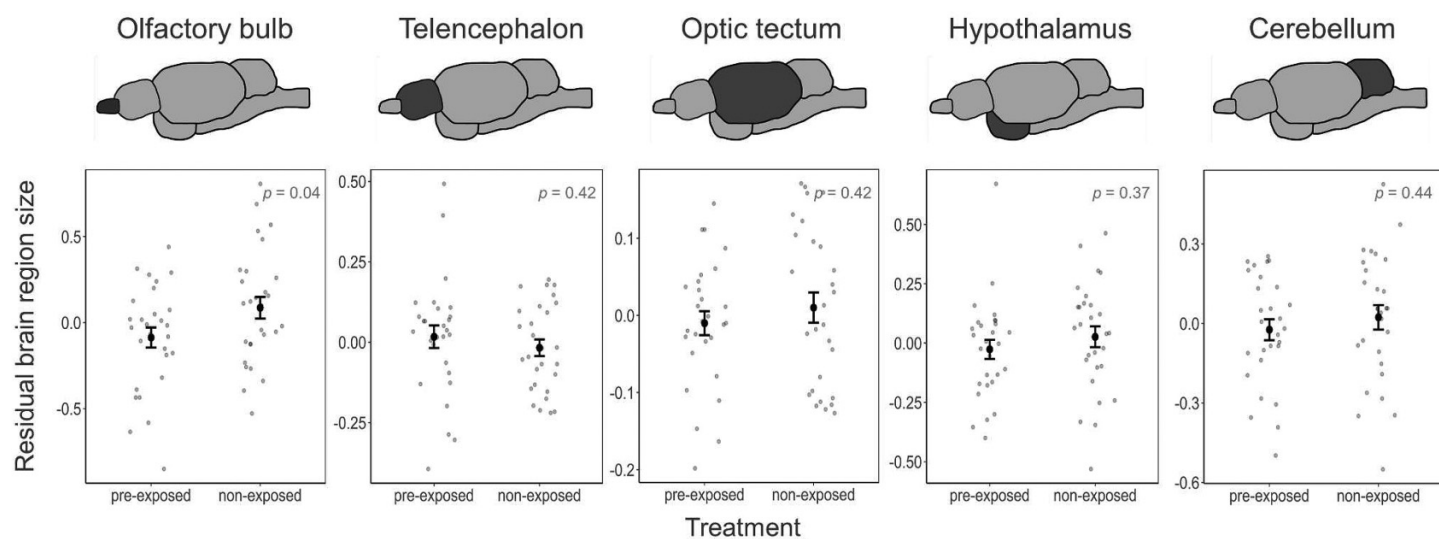 Olfactory bulb
Telencephalon
Optic tectum
Hypothalamus
Cerebellum
Residual brain region size
p = 0.04
0.5
0.0
-0.5
pre-exposed
non-exposed
p = 0.42
0.50
0.25
0.00
-0.25
pre-exposed
non-exposed
p = 0.42
0.1
0.0
-0.1
-0.2
pre-exposed
non-exposed
p = 0.37
0.50
0.25
0.00
-0.25
-0.50
pre-exposed
non-exposed
p = 0.44
0.3
0.0
-0.3
-0.6
pre-exposed
non-exposed
Treatment